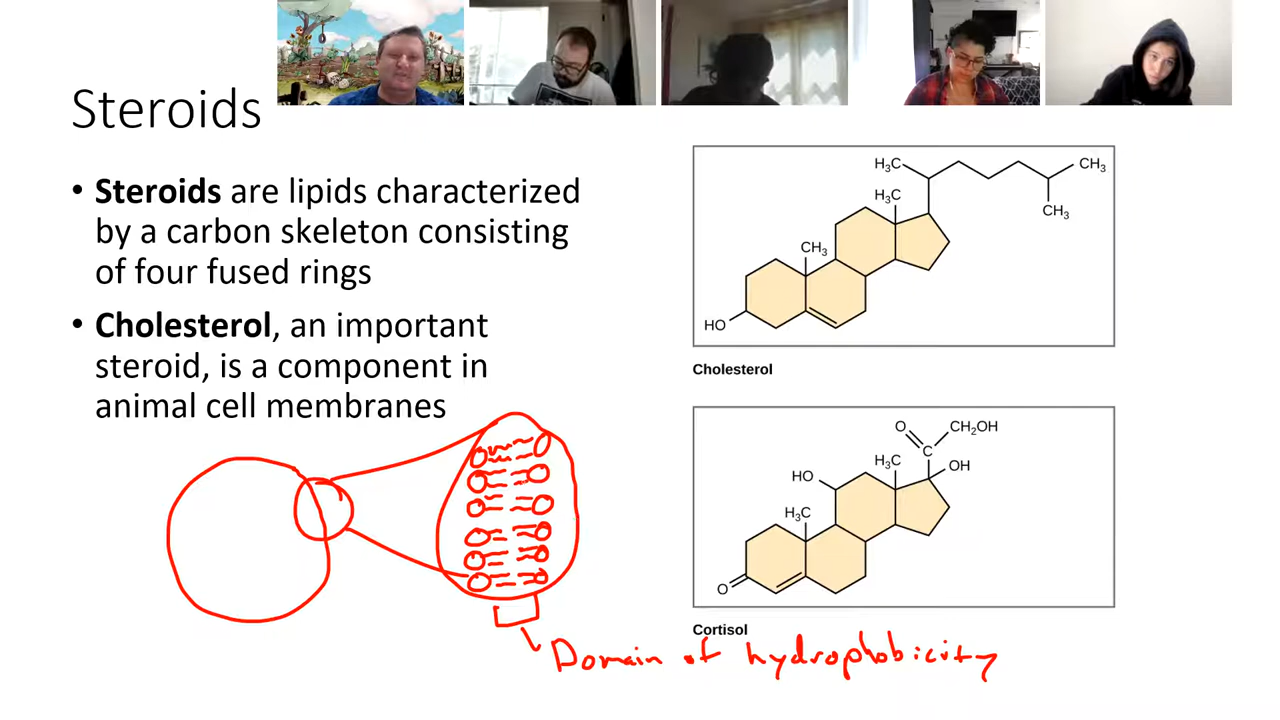 Steroids
• Steroids are lipids characterized
by a carbon skeleton consisting
of four fused rings
• Cholesterol, an important
steroid, is a component in
animal cell membranes
H₃C
CH₃
H₃C
CH₃
CH₃
HO
Cholesterol
O
CH₂OH
C
H₃C
OH
HO
H₃C
O
Cortisol
Domain of hydrophobicity